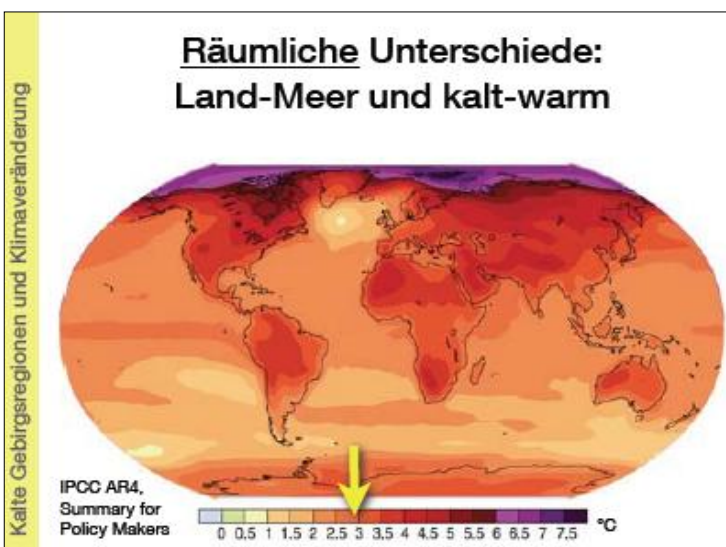 Kalte Gebirgsregionen und Klimaveränderung
Räumliche Unterschiede:
Land-Meer und kalt-warm
IPCC AR4,
Summary for
Policy Makers
0 0.5 1 1.5 2 2.5 3 3.5 4 4.5 5 5.5 6 6.5 7 7.5 °C